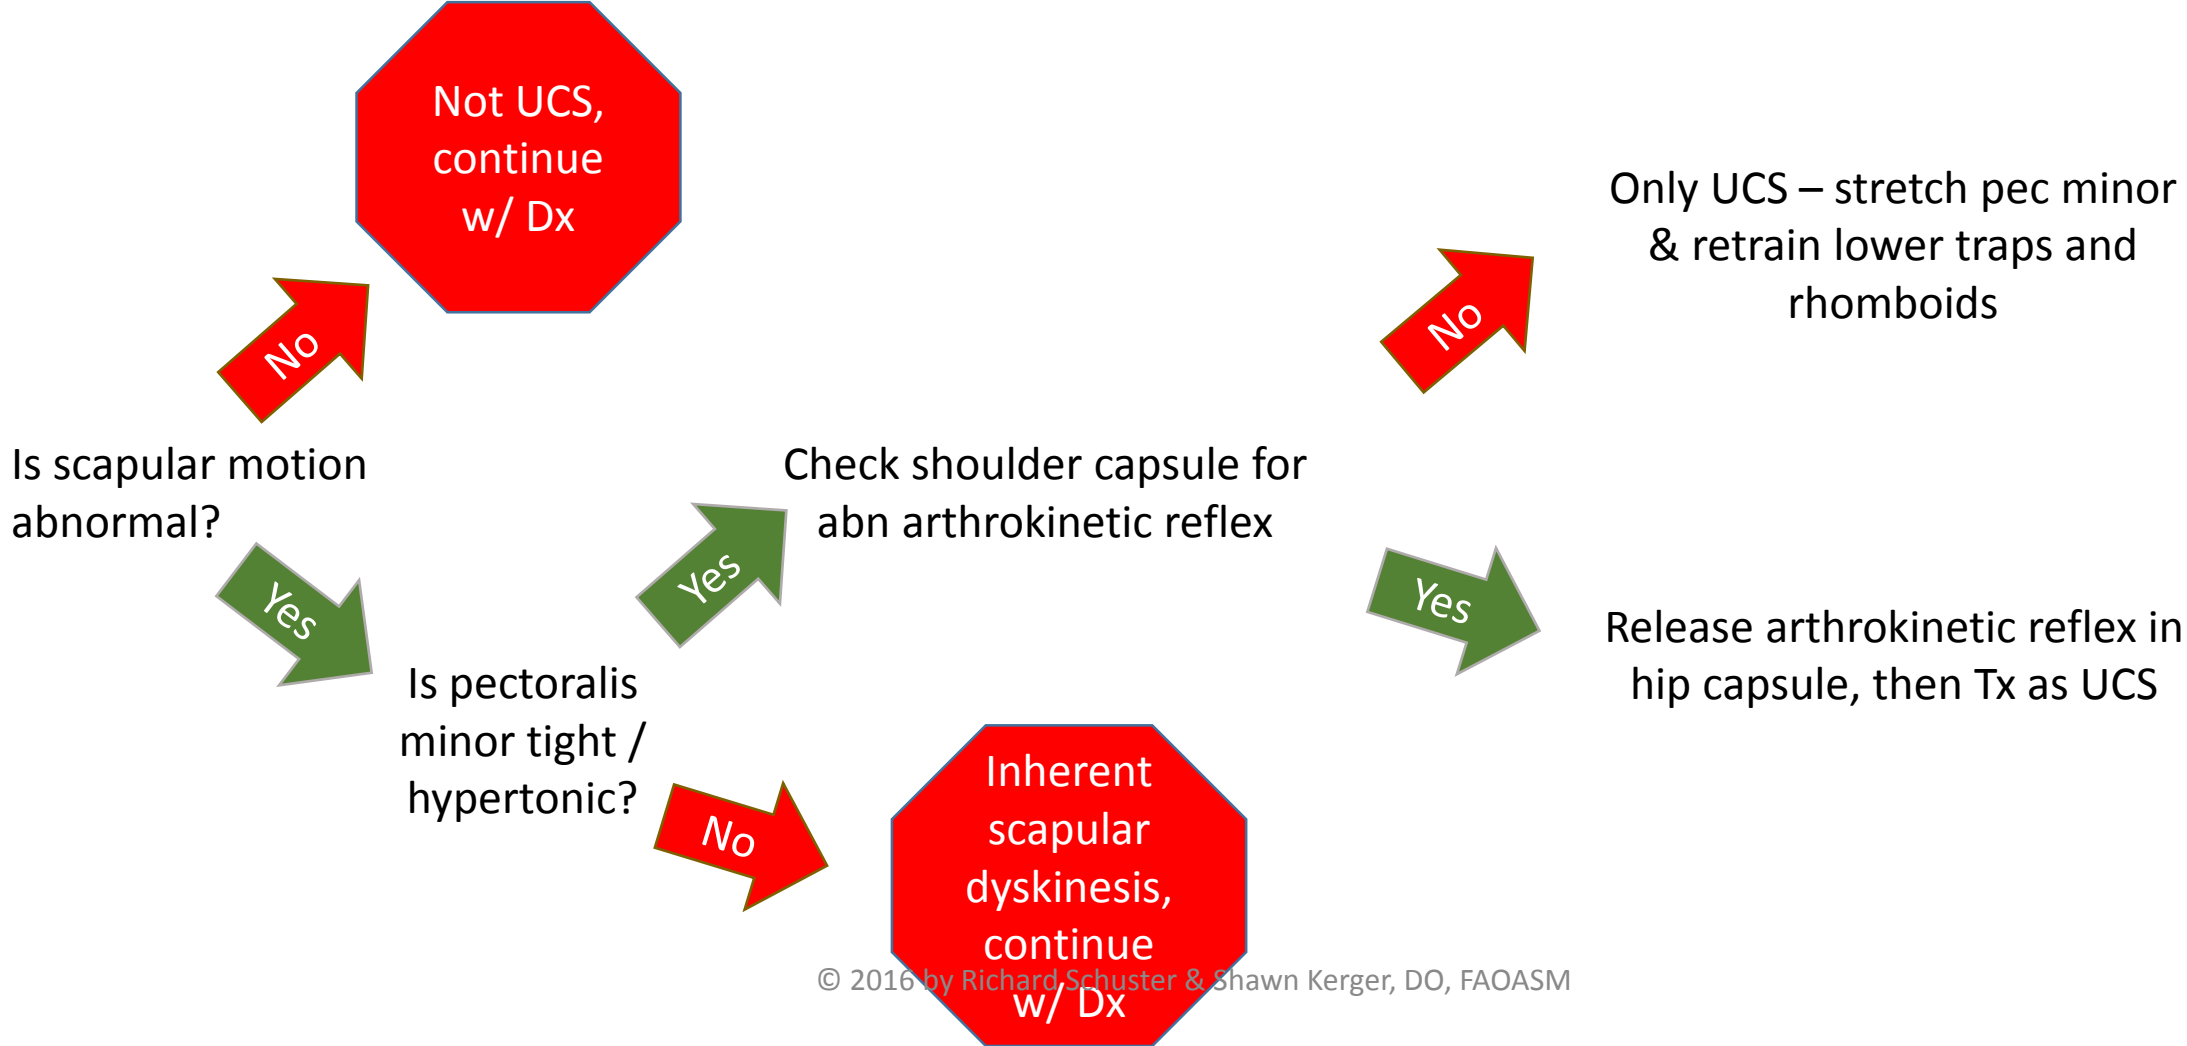 Not UCS,
continue
w/ Dx
No
Is scapular motion
abnormal?
Yes
Is pectoralis
minor tight /
hypertonic?
Yes
Check shoulder capsule for
abn arthrokinetic reflex
No
Inherent
scapular
dyskinesis,
continue
w/ Dx
No
Only UCS – stretch pec minor
& retrain lower traps and
rhomboids
Yes
Release arthrokinetic reflex in
hip capsule, then Tx as UCS
© 2016 by Richard Schuster & Shawn Kerger, DO, FAOASM